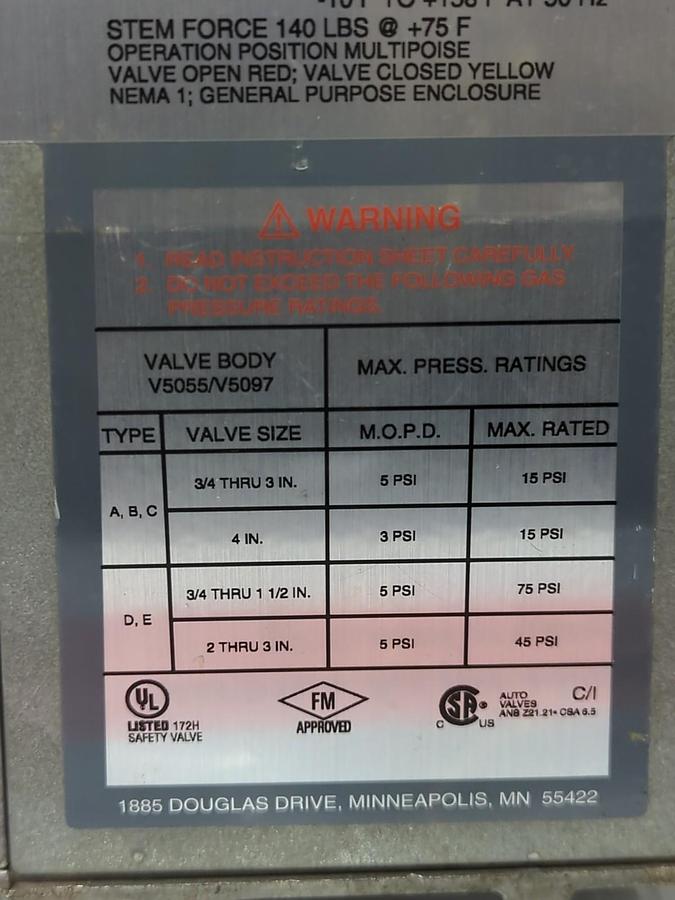 STEM FORCE 140 LBS @ +75 F
OPERATION POSITION MULTIPOISE
VALVE OPEN RED; VALVE CLOSED YELLOW
NEMA 1; GENERAL PURPOSE ENCLOSURE
WARNING
1. READ INSTRUCTION SHEET CAREFULLY
2. DO NOT EXCEED THE FOLLOWING GAS
PRESSURE RATINGS.
VALVE BODY
V5055/V5097
MAX. PRESS. RATINGS
TYPE VALVE SIZE M.O.P.D. MAX. RATED
A, B, C 3/4 THRU 3 IN. 5 PSI 15 PSI
4 IN. 3 PSI 15 PSI
D, E 3/4 THRU 1 1/2 IN. 5 PSI 75 PSI
2 THRU 3 IN. 5 PSI 45 PSI
UL
LISTED 172H
SAFETY VALVE
FM
APPROVED
SA
C US
AUTO
VALVES
ANS Z21.21• CSA 6.5
C/I
1885 DOUGLAS DRIVE, MINNEAPOLIS, MN 55422